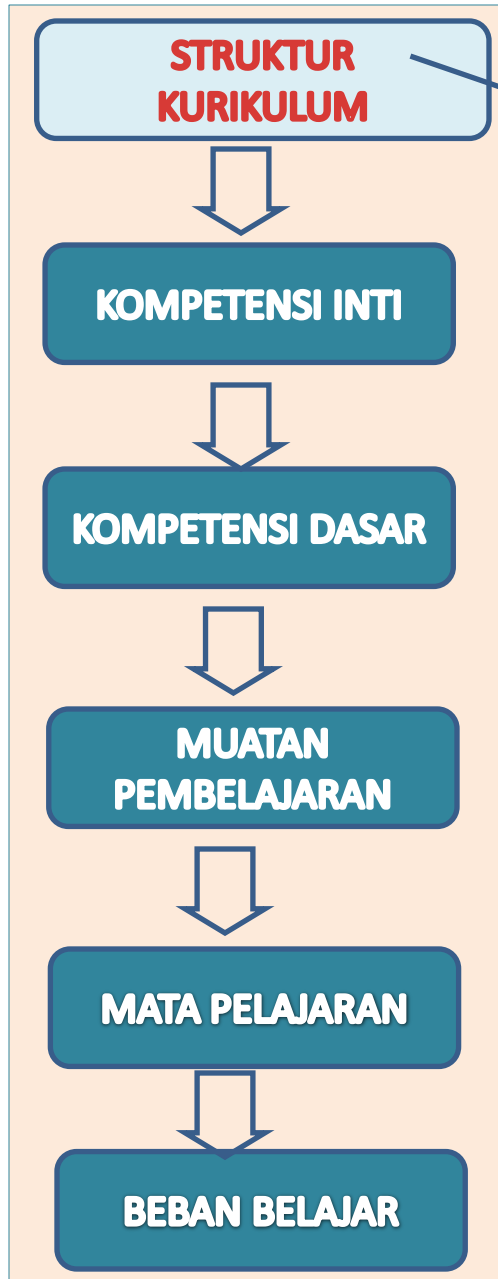 STRUKTUR
KURIKULUM
KOMPETENSI INTI
KOMPETENSI DASAR
MUATAN
PEMBELAJARAN
MATA PELAJARAN
BEBAN BELAJAR